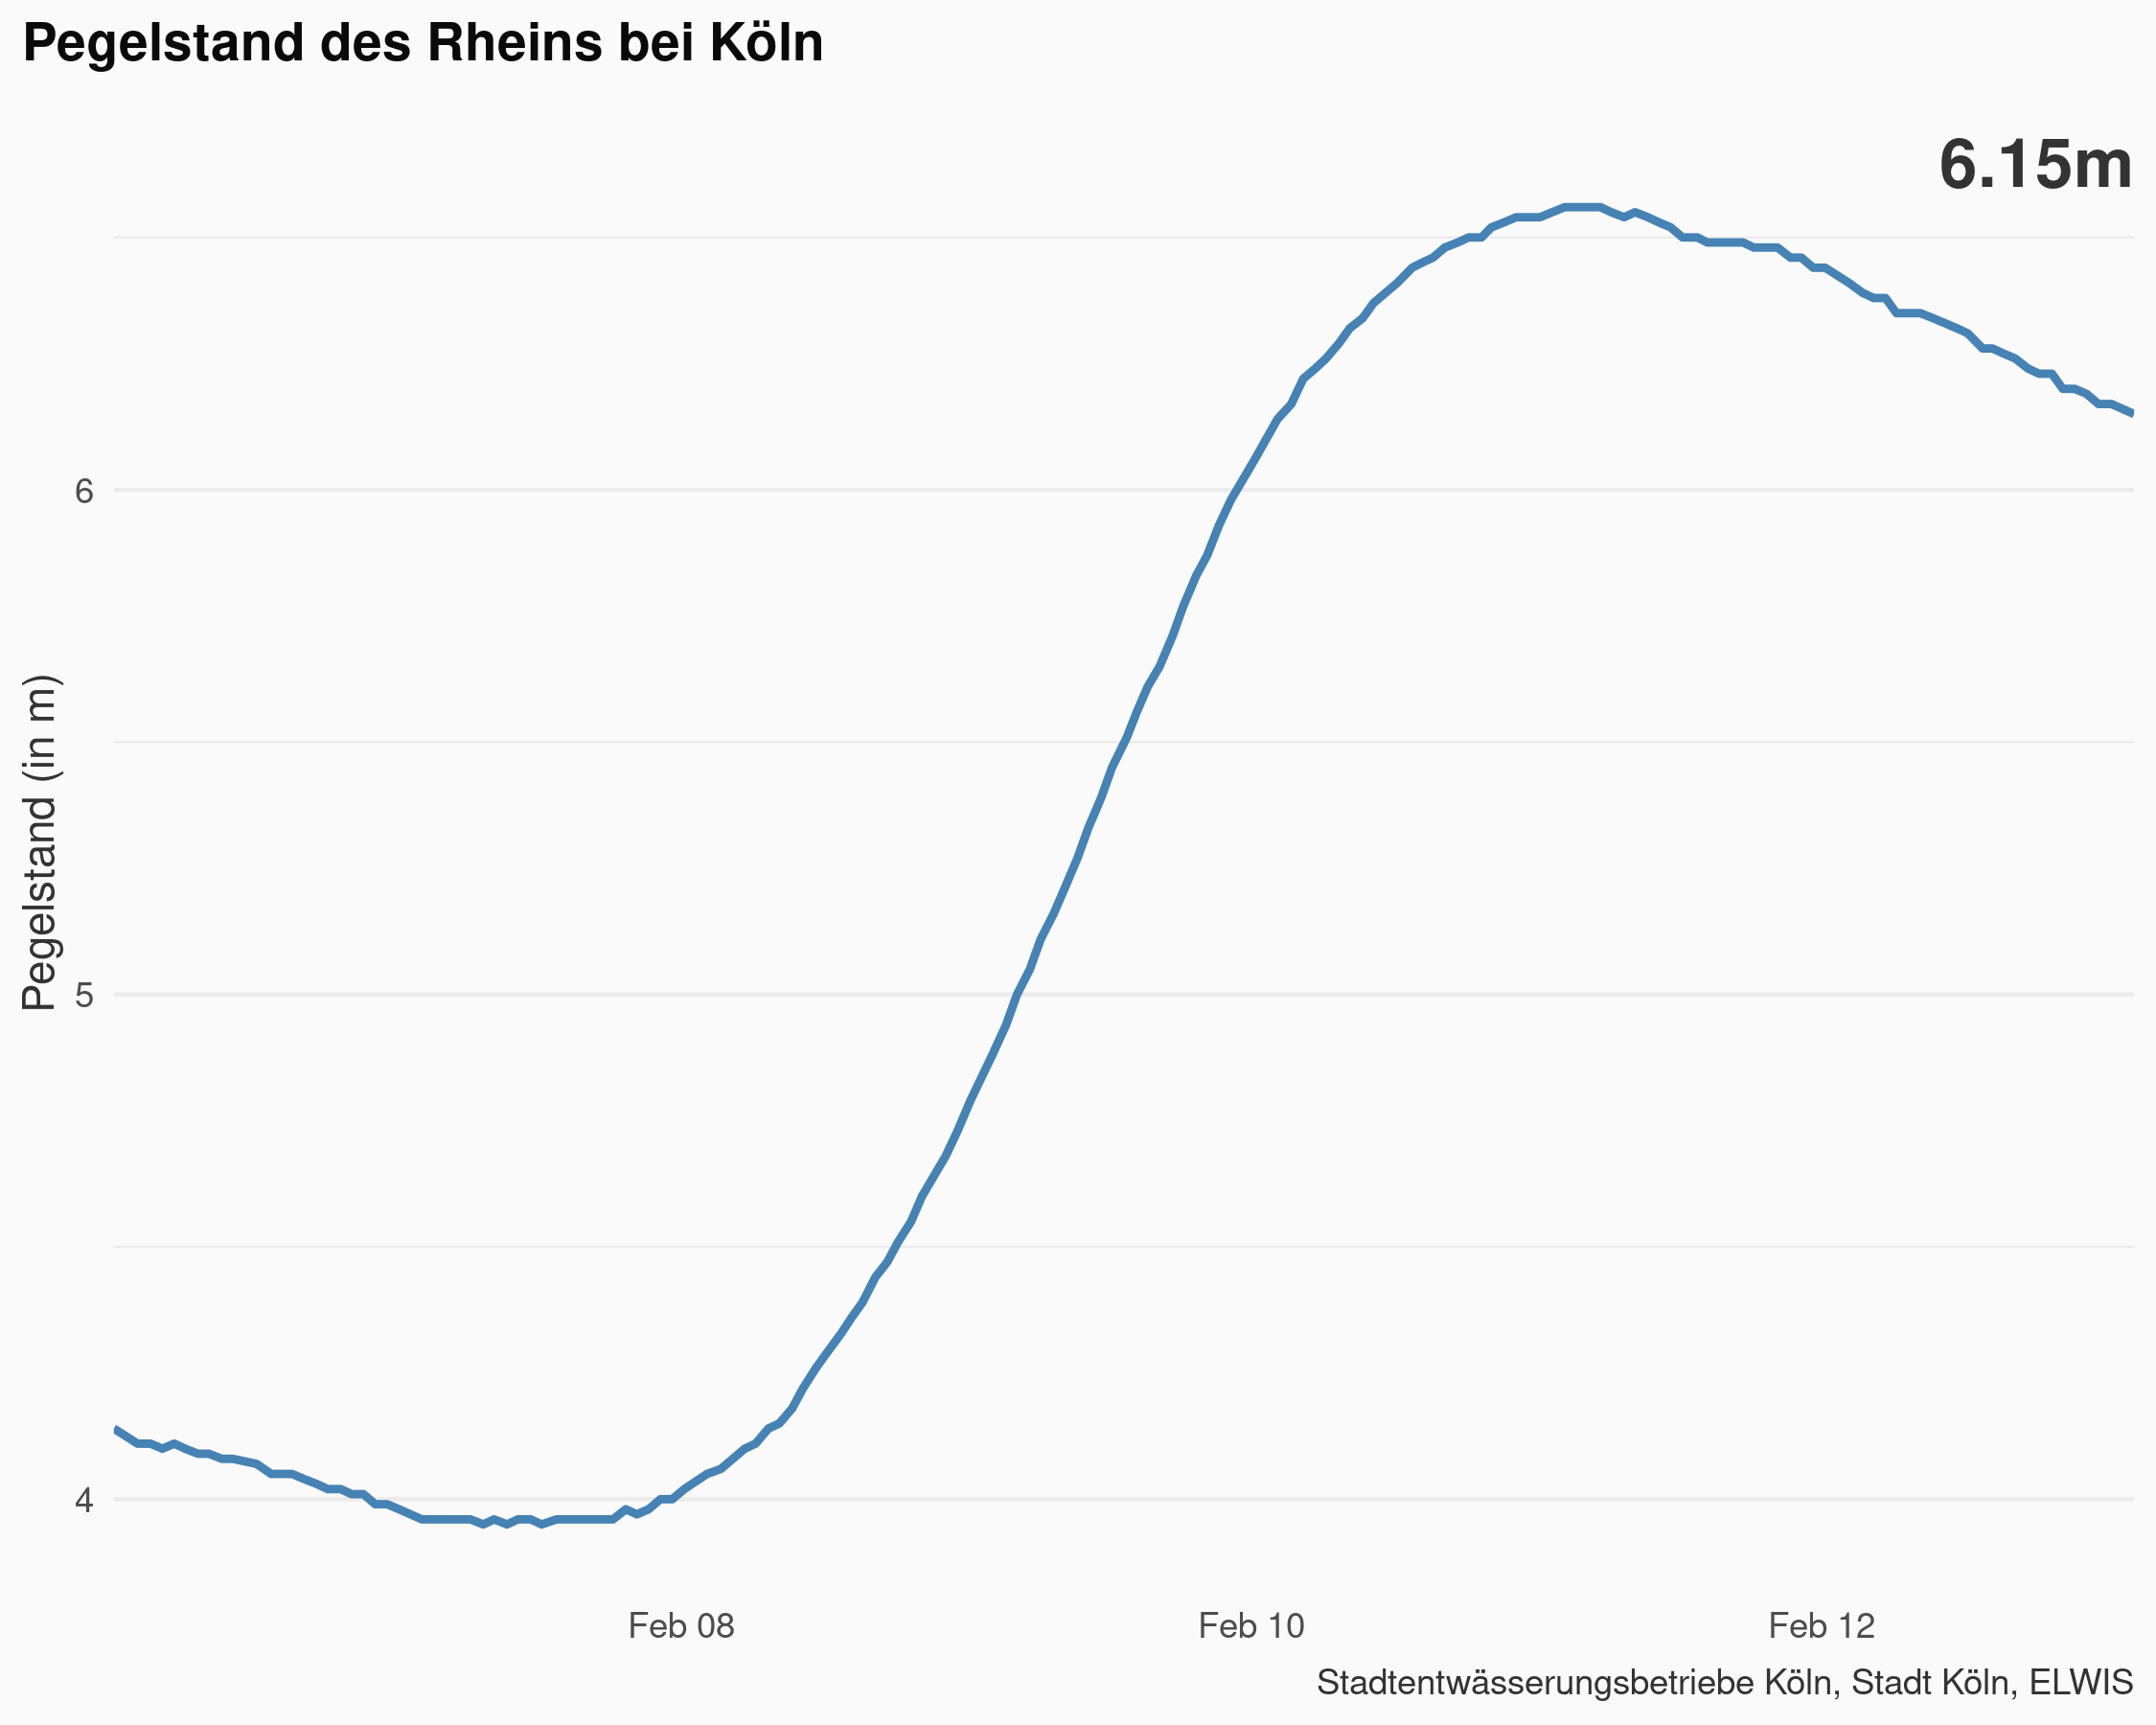 Pegelstand des Rheins bei Köln
6.15m
Pegelstand (in m)
6
5
4
Feb 08
Feb 10
Feb 12
Stadtentwässerungsbetriebe Köln, Stadt Köln, ELWIS